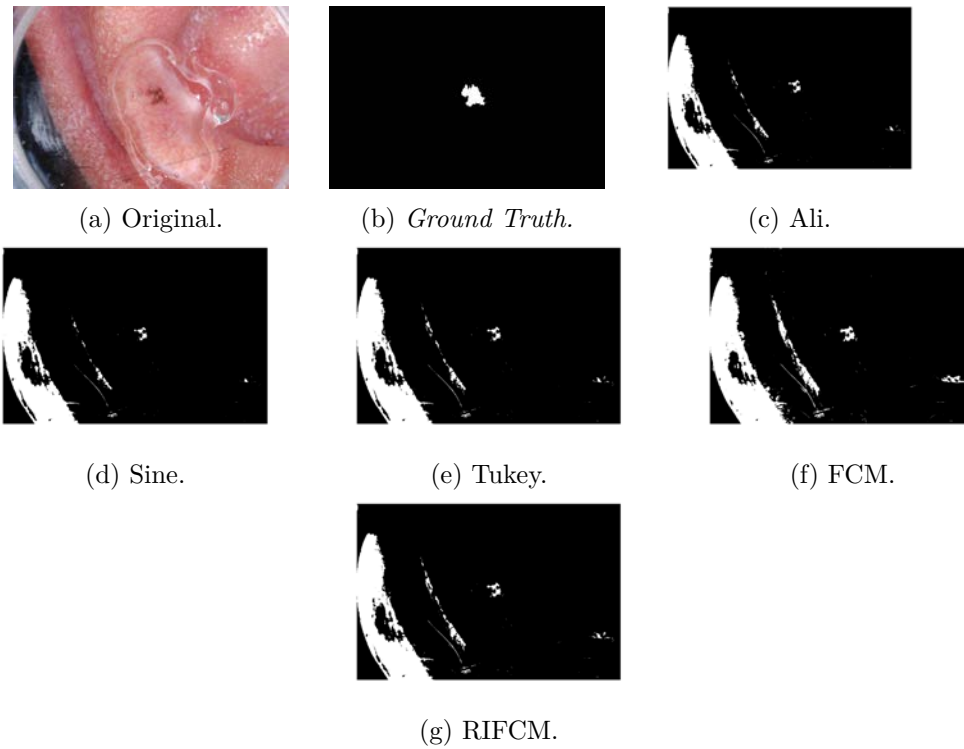 (a) Original.
(b) Ground Truth.
(c) Ali.
(d) Sine.
(e) Tukey.
(f) FCM.
(g) RIFCM.